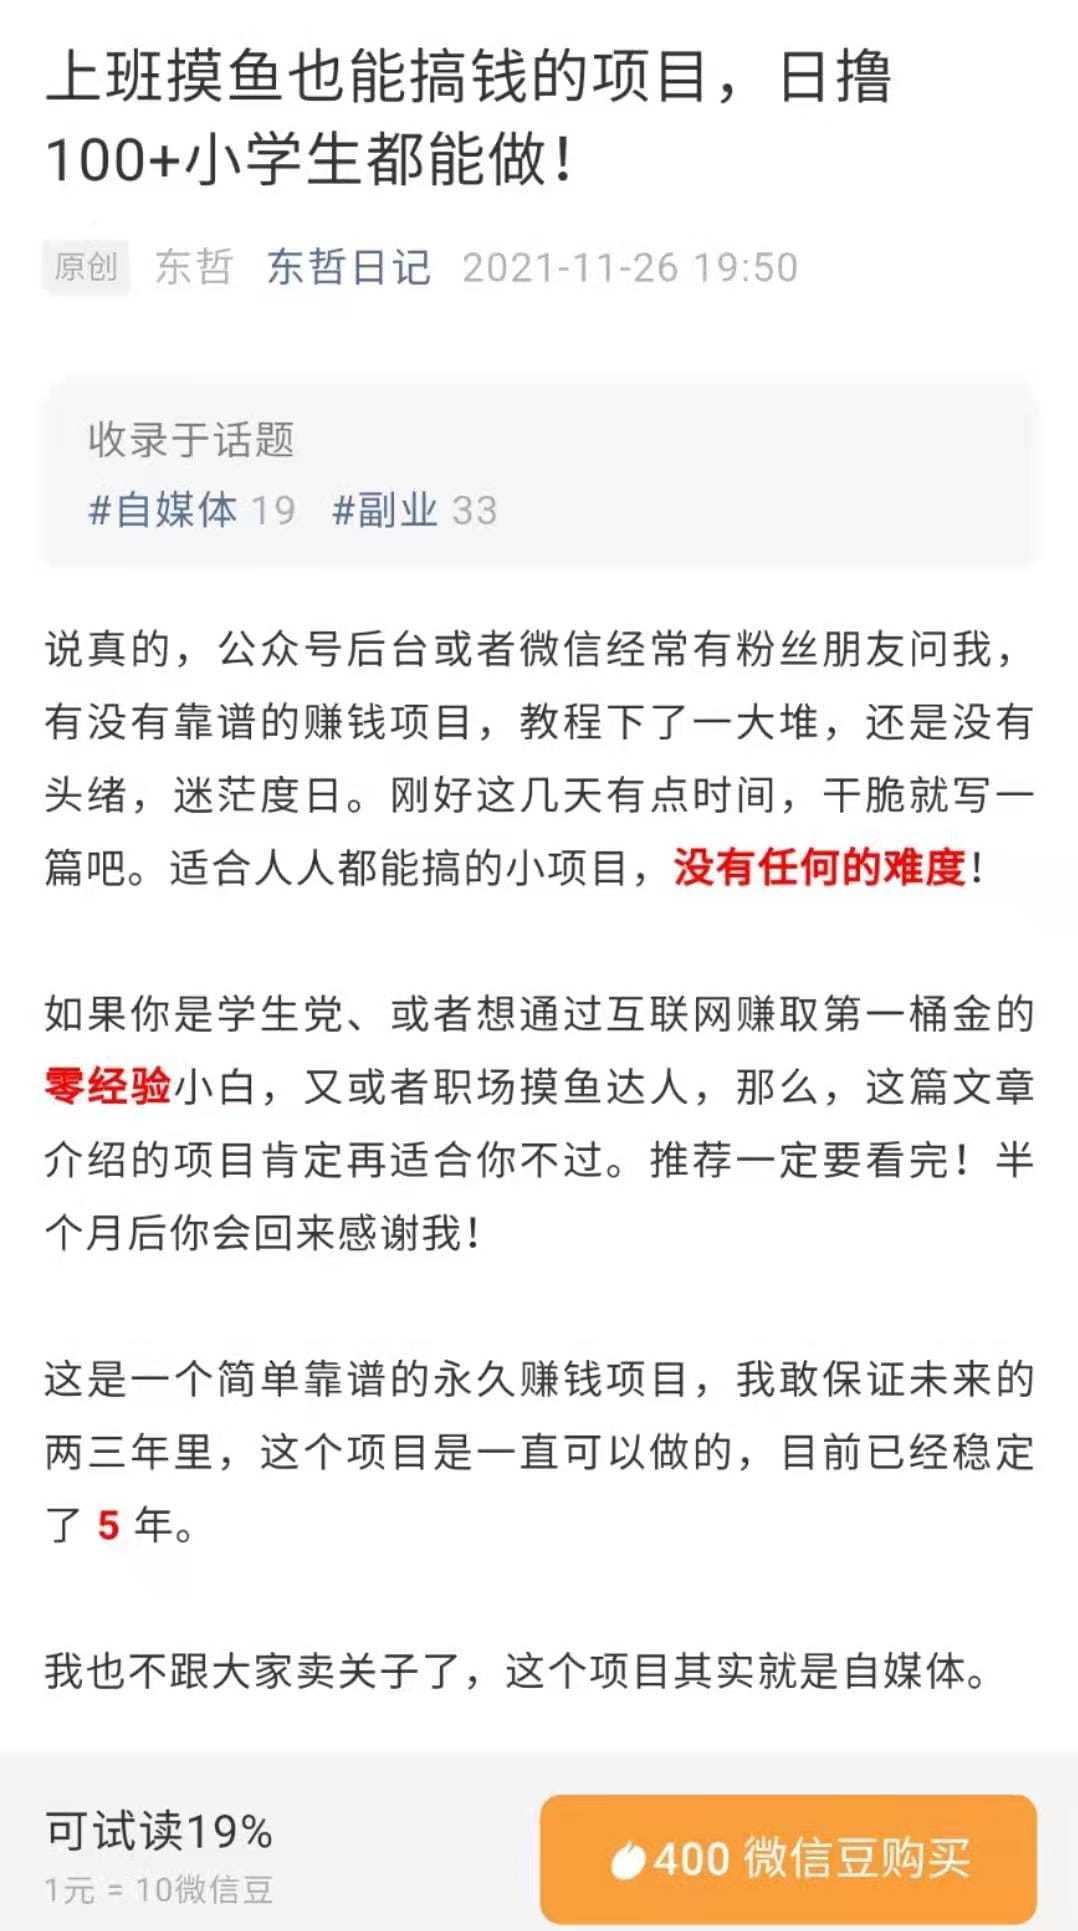 上班摸鱼也能搞钱的项目，日撸
100+小学生都能做！
原创 东哲 东哲日记 2021-11-26 19:50
收录于话题
#自媒体 19 #副业 33
说真的，公众号后台或者微信经常有粉丝朋友问我，
有没有靠谱的赚钱项目，教程下了一大堆，还是没有
头绪，迷茫度日。刚好这几天有点时间，干脆就写一
篇吧。适合人人都能搞的小项目，没有任何的难度！
如果你是学生党、或者想通过互联网赚取第一桶金的
零经验小白，又或者职场摸鱼达人，那么，这篇文章
介绍的项目肯定再适合你不过。推荐一定要看完！半
个月后你会回来感谢我！
这是一个简单靠谱的永久赚钱项目，我敢保证未来的
两三年里，这个项目是一直可以做的，目前已经稳定
了 5 年。
我也不跟大家卖关子了，这个项目其实就是自媒体。
可试读19%
400 微信豆购买
1元 = 10微信豆